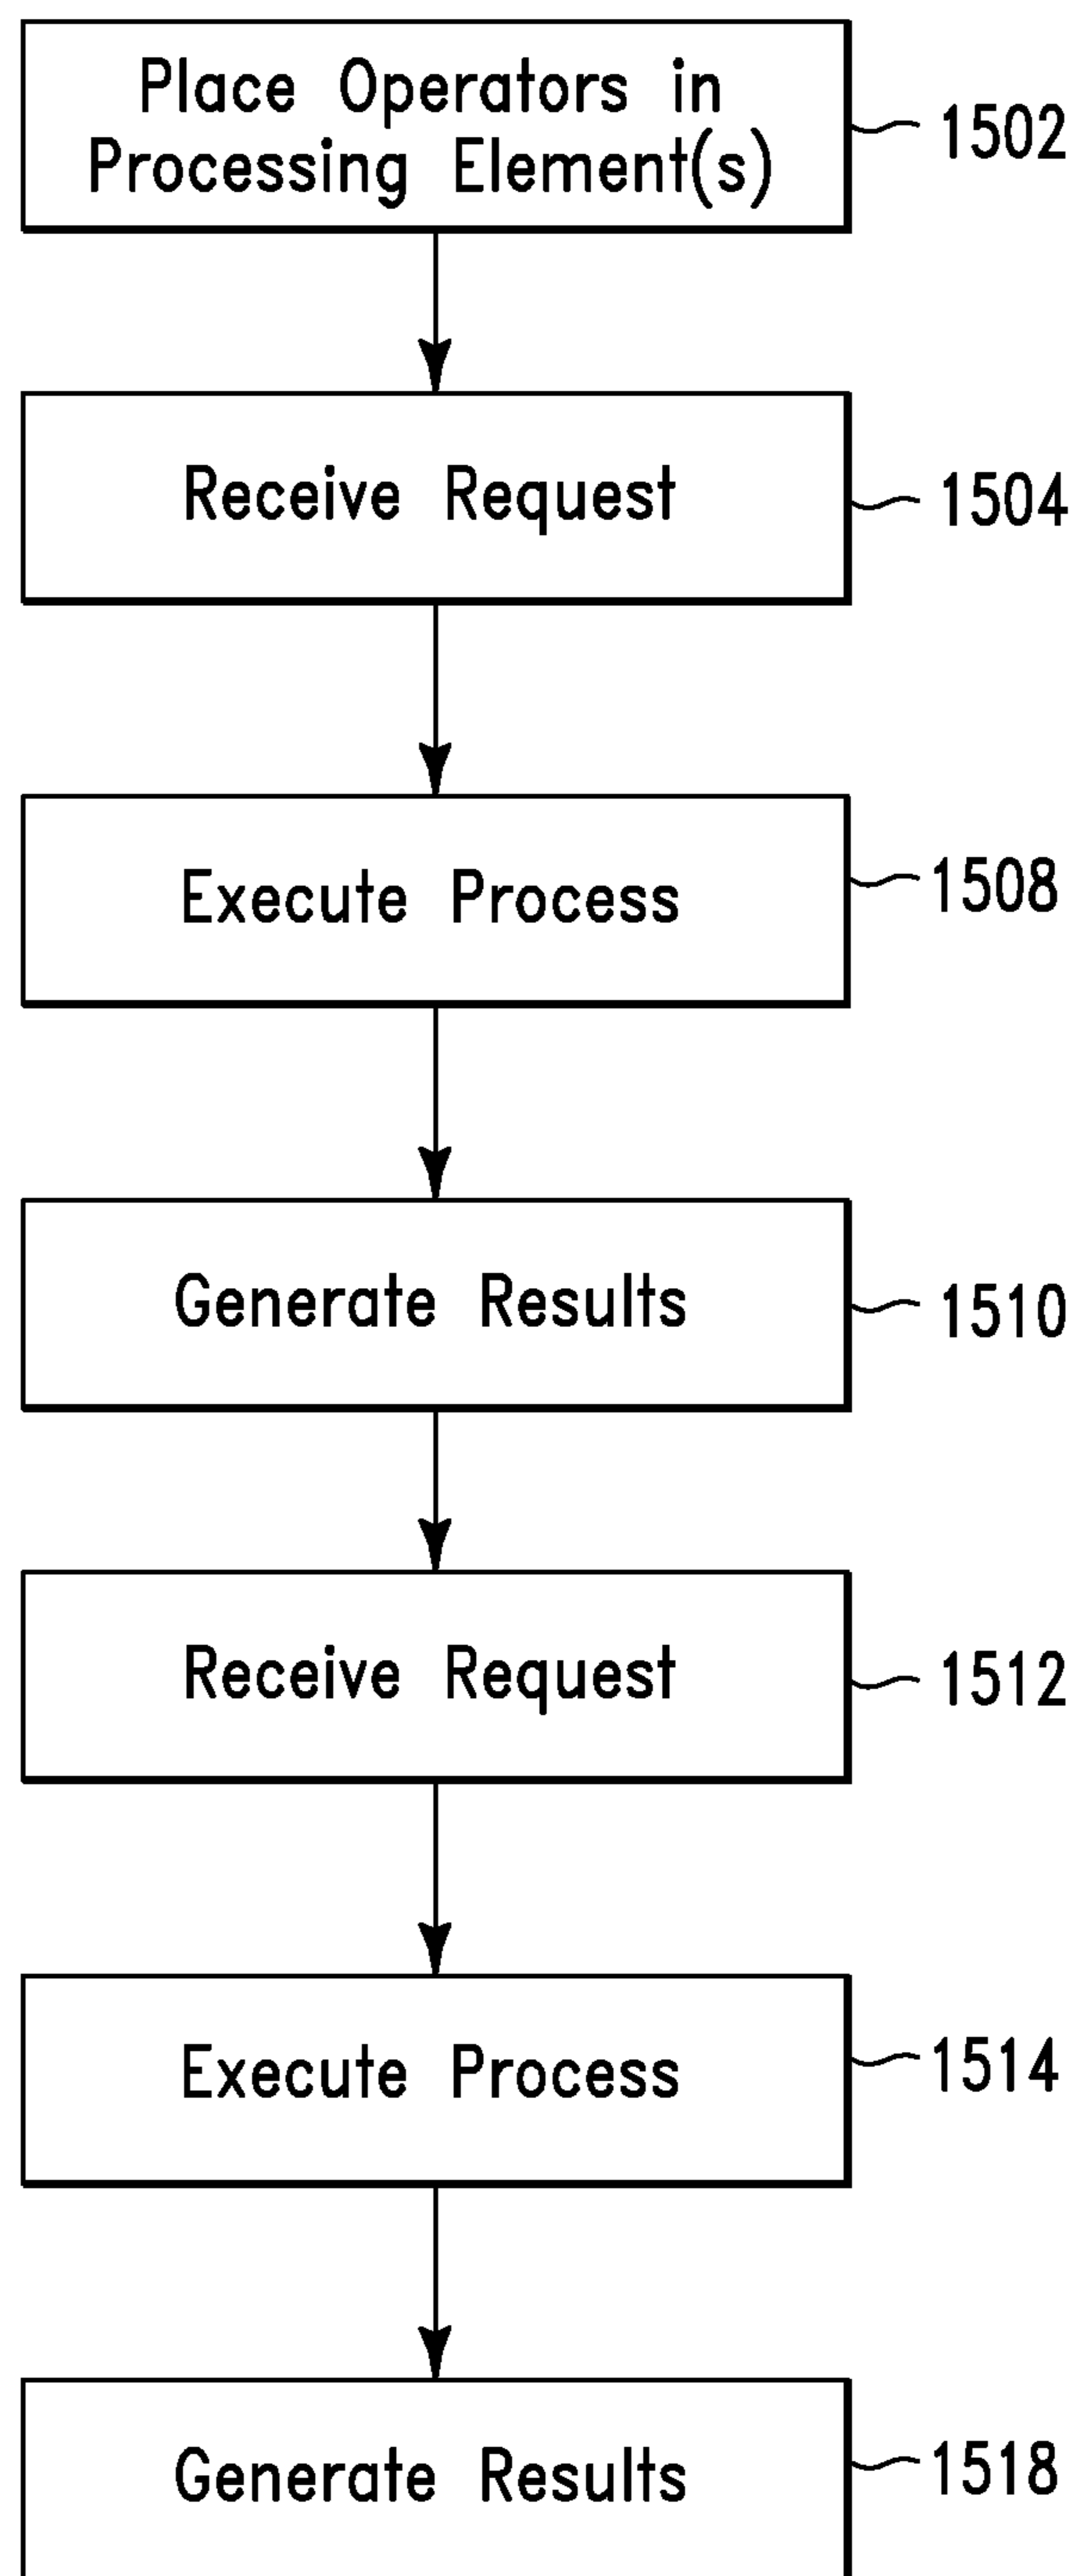 Place Operators in
Processing Element(s)
1502
Receive Request
1504
Execute Process
1508
Generate Results
1510
Receive Request
1512
Execute Process
1514
Generate Results
1518